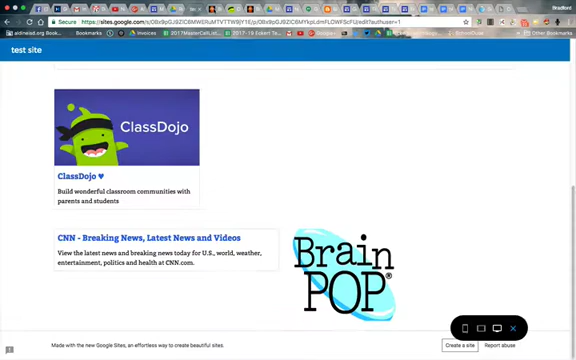 Bradford
Secure
https://sites.google.com/
Bookmarks
Invoices
Other Bookmarks
test site
ClassDojo
ClassDojo ♥
Build wonderful classroom communities with
parents and students
CNN - Breaking News, Latest News and Videos
View the latest news and breaking news today for U.S., world, weather,
entertainment, politics and health at CNN.com.
Brain
POP®
Made with the new Google Sites, an effortless way to create beautiful sites.
Create a site
Report abuse